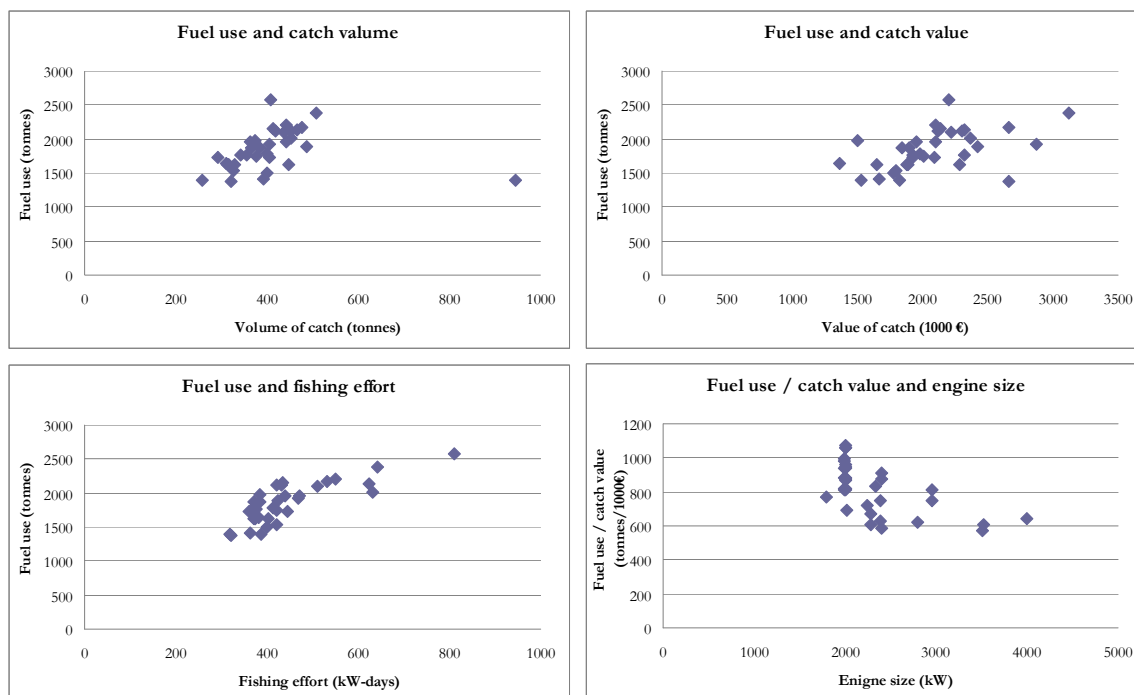 Fuel use and catch valume
Fuel use (tonnes)
3000
2500
2000
1500
1000
500
0
0 200 400 600 800 1000
Volume of catch (tonnes)
Fuel use and catch value
Fuel use (tonnes)
3000
2500
2000
1500
1000
500
0
0 500 1000 1500 2000 2500 3000 3500
Value of catch (1000 €)
Fuel use and fishing effort
Fuel use (tonnes)
3000
2500
2000
1500
1000
500
0
0 200 400 600 800 1000
Fishing effort (kW-days)
Fuel use / catch value and engine size
Fuel use / catch value
(tonnes/1000€)
1200
1000
800
600
400
200
0
0 1000 2000 3000 4000 5000
Enigne size (kW)